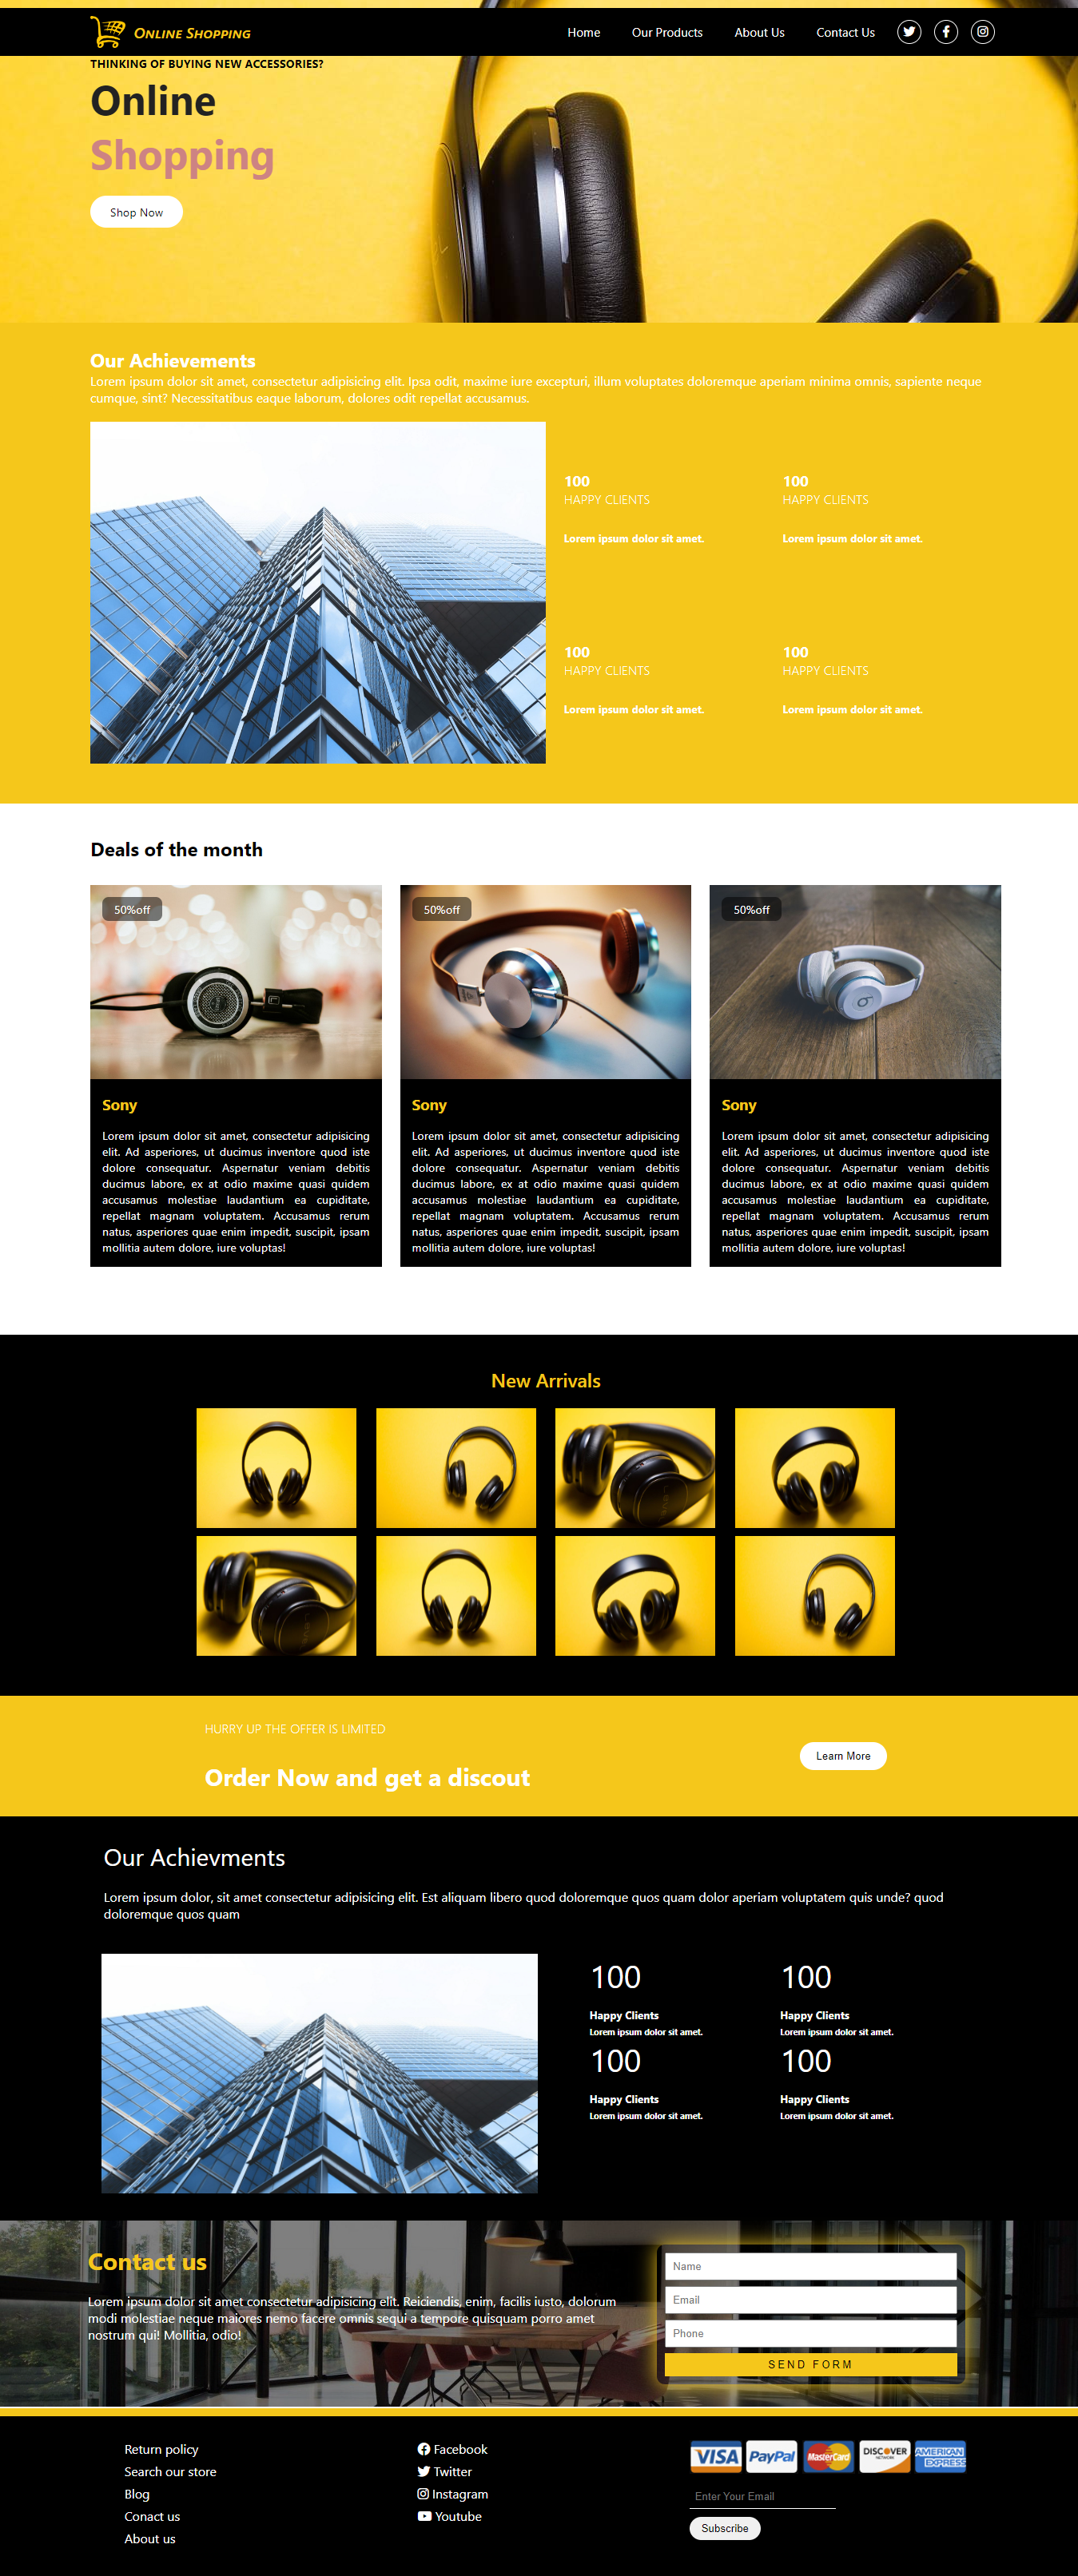 Online Shopping
Home Our Products About Us Contact Us
THINKING OF BUYING NEW ACCESSORIES?
Online
Shopping
Shop Now
Our Achievements
Lorem ipsum dolor sit amet, consectetur adipisicing elit. Ipsa odit, maxime iure excepturi, illum voluptates doloremque aperiam minima omnis, sapiente neque
cumque, sint? Necessitatibus eaque laborum, dolores odit repellat accusamus.
100
HAPPY CLIENTS
Lorem ipsum dolor sit amet.
100
HAPPY CLIENTS
Lorem ipsum dolor sit amet.
100
HAPPY CLIENTS
Lorem ipsum dolor sit amet.
100
HAPPY CLIENTS
Lorem ipsum dolor sit amet.
Deals of the month
50%off
Sony
Lorem ipsum dolor sit amet, consectetur adipisicing
elit. Ad asperiores, ut ducimus inventore quod iste
dolore consequatur. Aspernatur veniam debitis
ducimus labore, ex at odio maxime quasi quidem
accusamus molestiae laudantium ea cupiditate,
repellat magnam voluptatem. Accusamus rerum
natus, asperiores quae enim impedit, suscipit, ipsam
mollitia autem dolore, iure voluptas!
50%off
Sony
Lorem ipsum dolor sit amet, consectetur adipisicing
elit. Ad asperiores, ut ducimus inventore quod iste
dolore consequatur. Aspernatur veniam debitis
ducimus labore, ex at odio maxime quasi quidem
accusamus molestiae laudantium ea cupiditate,
repellat magnam voluptatem. Accusamus rerum
natus, asperiores quae enim impedit, suscipit, ipsam
mollitia autem dolore, iure voluptas!
50%off
Sony
Lorem ipsum dolor sit amet, consectetur adipisicing
elit. Ad asperiores, ut ducimus inventore quod iste
dolore consequatur. Aspernatur veniam debitis
ducimus labore, ex at odio maxime quasi quidem
accusamus molestiae laudantium ea cupiditate,
repellat magnam voluptatem. Accusamus rerum
natus, asperiores quae enim impedit, suscipit, ipsam
mollitia autem dolore, iure voluptas!
New Arrivals
HURRY UP THE OFFER IS LIMITED
Order Now and get a discout
Learn More
Our Achievments
Lorem ipsum dolor, sit amet consectetur adipisicing elit. Est aliquam libero quod doloremque quos quam dolor aperiam voluptatem quis unde? quod
doloremque quos quam
100
Happy Clients
Lorem ipsum dolor sit amet.
100
Happy Clients
Lorem ipsum dolor sit amet.
100
Happy Clients
Lorem ipsum dolor sit amet.
100
Happy Clients
Lorem ipsum dolor sit amet.
Contact us
Lorem ipsum dolor sit amet consectetur adipisicing elit. Reiciendis, enim, facilis iusto, dolorum
modi molestiae neque maiores nemo facere omnis sequi a tempore quisquam porro amet
nostrum qui! Mollitia, odio!
Name
Email
Phone
SEND FORM
Return policy
Search our store
Blog
Conact us
About us
Facebook
Twitter
Instagram
Youtube
VISA PayPal MasterCard DISCOVER NETWORK AMERICAN EXPRESS
Enter Your Email
Subscribe